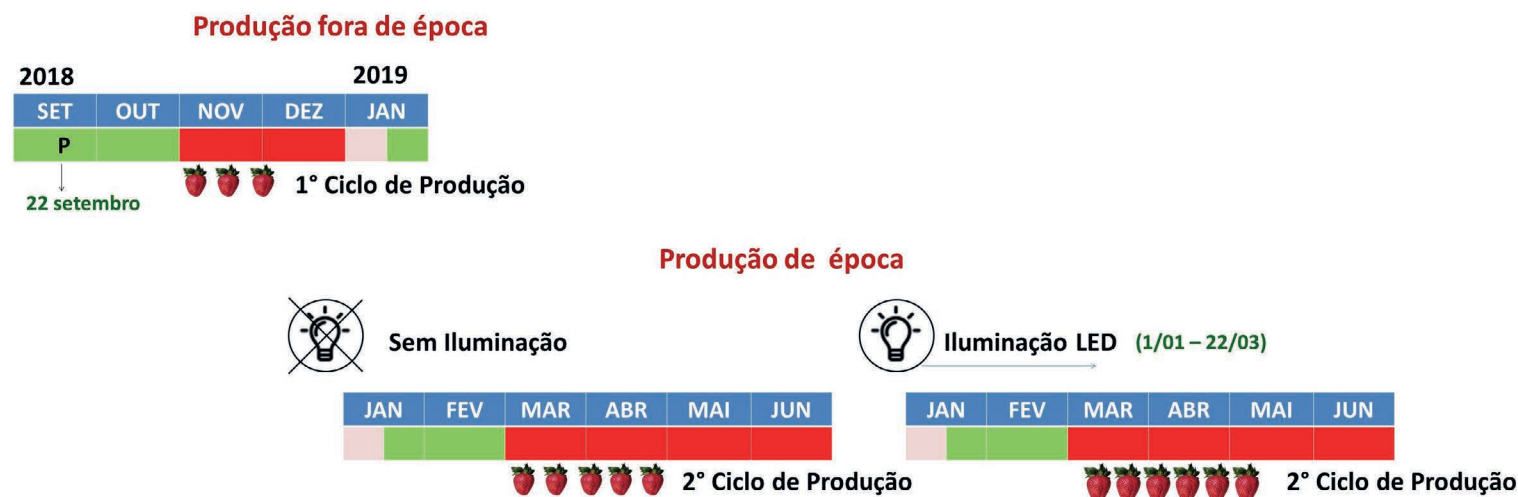 Produção fora de época
2018 2019
SET OUT NOV DEZ JAN
P
1° Ciclo de Produção
22 setembro
Produção de época
Sem Iluminação
Iluminação LED (1/01 – 22/03)
JAN FEV MAR ABR MAI JUN
JAN FEV MAR ABR MAI JUN
2° Ciclo de Produção
2° Ciclo de Produção